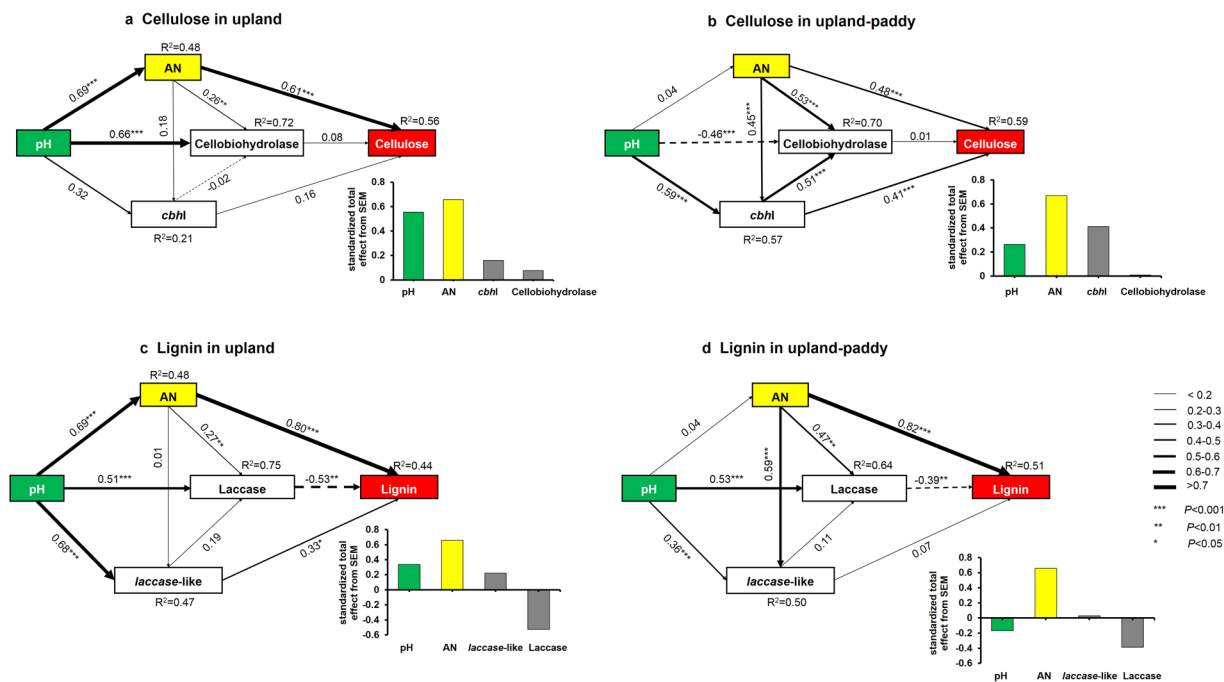 a Cellulose in upland
R²=0.48
AN
0.69***
0.61***
0.26**
0.18
R²=0.72
R²=0.56
pH
0.66***
Cellobiohydrolase
0.08
Cellulose
0.32
-0.02
0.16
cbhI
R²=0.21
standardized total
effect from SEM
0.8
0.6
0.4
0.2
0
pH
AN
cbhI
Cellobiohydrolase
b Cellulose in upland-paddy
AN
0.04
0.48***
0.53***
0.45***
R²=0.70
R²=0.59
pH
-0.46***
Cellobiohydrolase
0.01
Cellulose
0.59***
0.51***
0.41***
cbhI
R²=0.57
standardized total
effect from SEM
0.8
0.6
0.4
0.2
0
pH
AN
cbhI
Cellobiohydrolase
c Lignin in upland
R²=0.48
AN
0.69***
0.80***
0.27**
0.01
R²=0.75
R²=0.44
pH
0.51***
Laccase
-0.53**
Lignin
0.68***
0.19
0.33*
laccase-like
R²=0.47
standardized total
effect from SEM
0.8
0.6
0.4
0.2
0
-0.2
-0.4
-0.6
pH
AN
laccase-like
Laccase
d Lignin in upland-paddy
AN
0.04
0.82***
0.47**
0.59***
R²=0.64
R²=0.51
pH
0.53***
Laccase
-0.39**
Lignin
0.36***
0.11
0.07
laccase-like
R²=0.50
standardized total
effect from SEM
0.8
0.6
0.4
0.2
0
-0.2
-0.4
-0.6
pH
AN
laccase-like
Laccase
< 0.2
0.2-0.3
0.3-0.4
0.4-0.5
0.5-0.6
0.6-0.7
>0.7
*** P<0.001
** P<0.01
* P<0.05